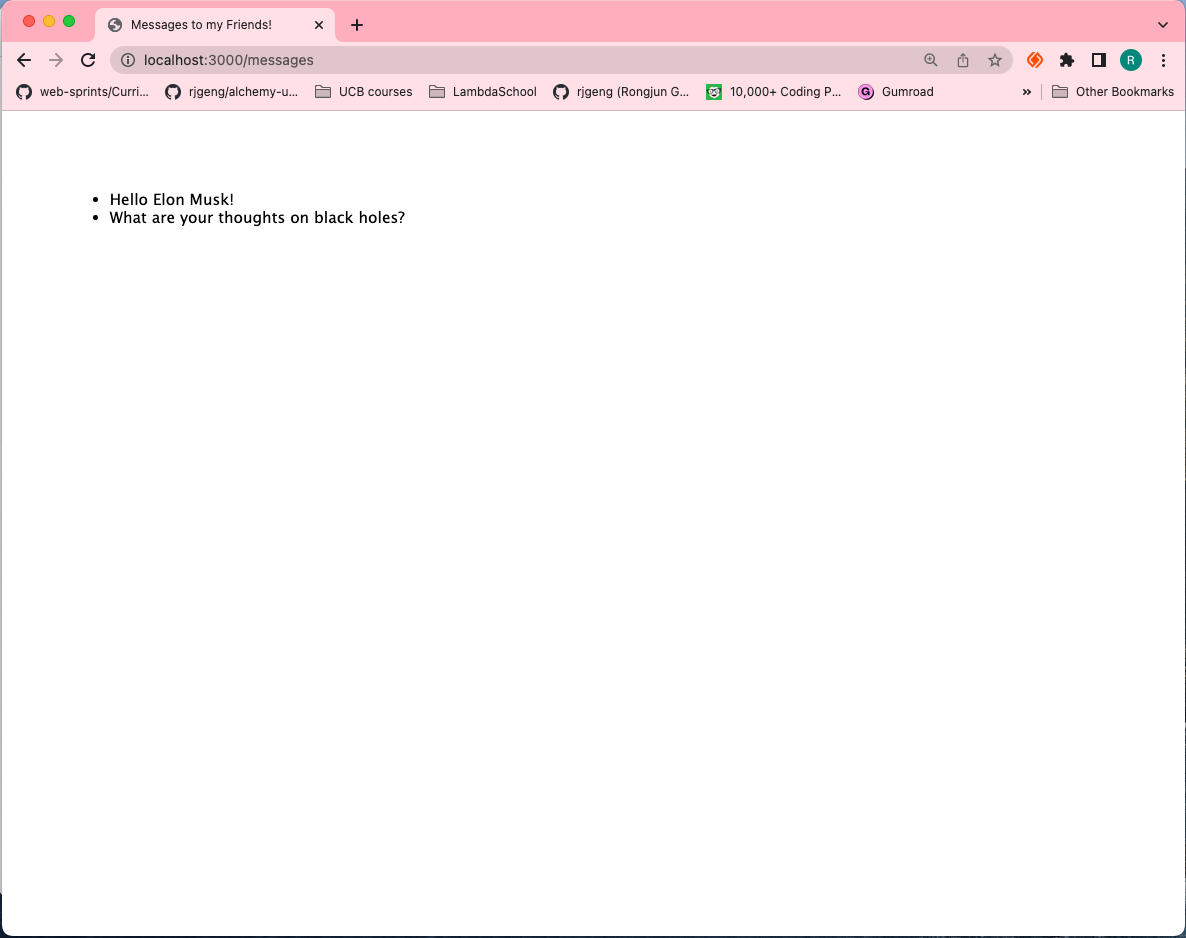 Messages to my Friends!
localhost:3000/messages
R
web-sprints/Curri...
rjgeng/alchemy-u...
UCB courses
LambdaSchool
rjgeng (Rongjun G...
10,000+ Coding P...
G
Gumroad
»
Other Bookmarks
• Hello Elon Musk!
• What are your thoughts on black holes?